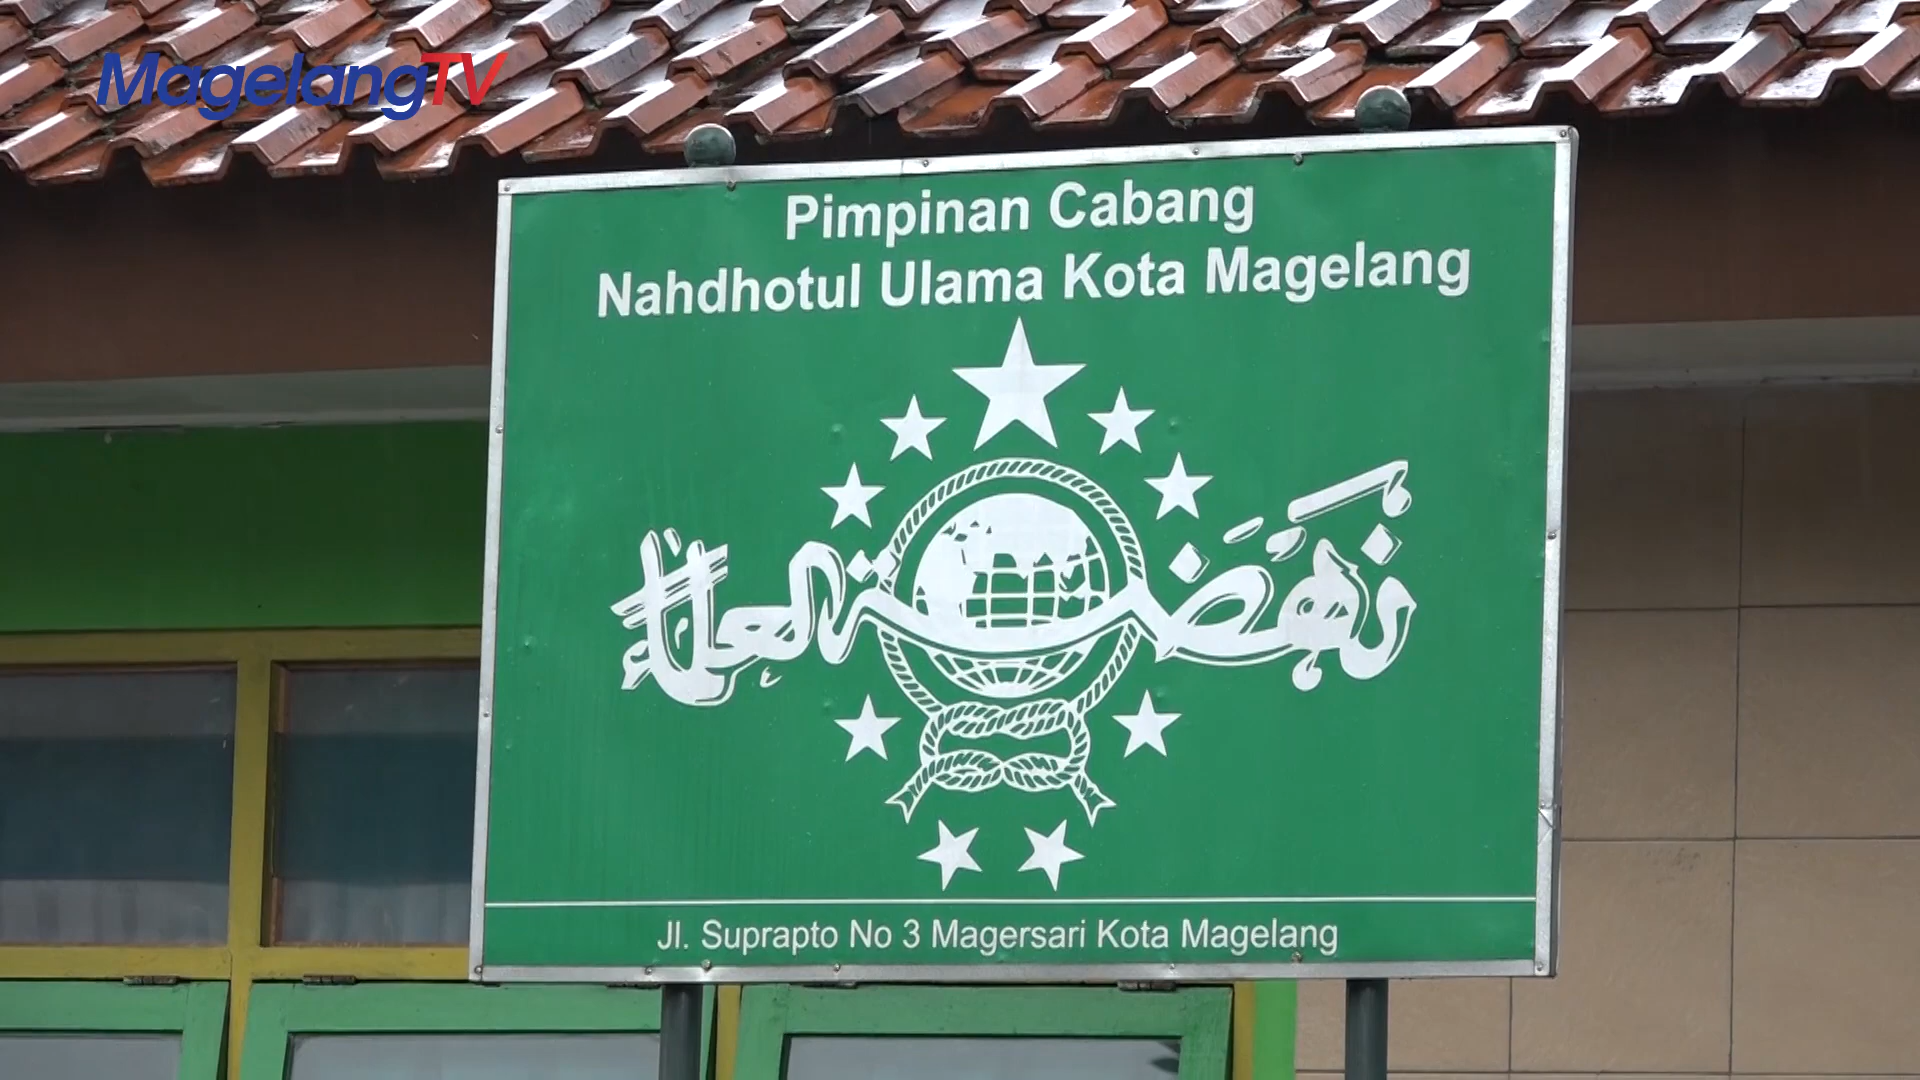 MagelangTV
Pimpinan Cabang
Nahdhotul Ulama Kota Magelang
نهضة العلماء
Jl. Suprapto No 3 Magersari Kota Magelang